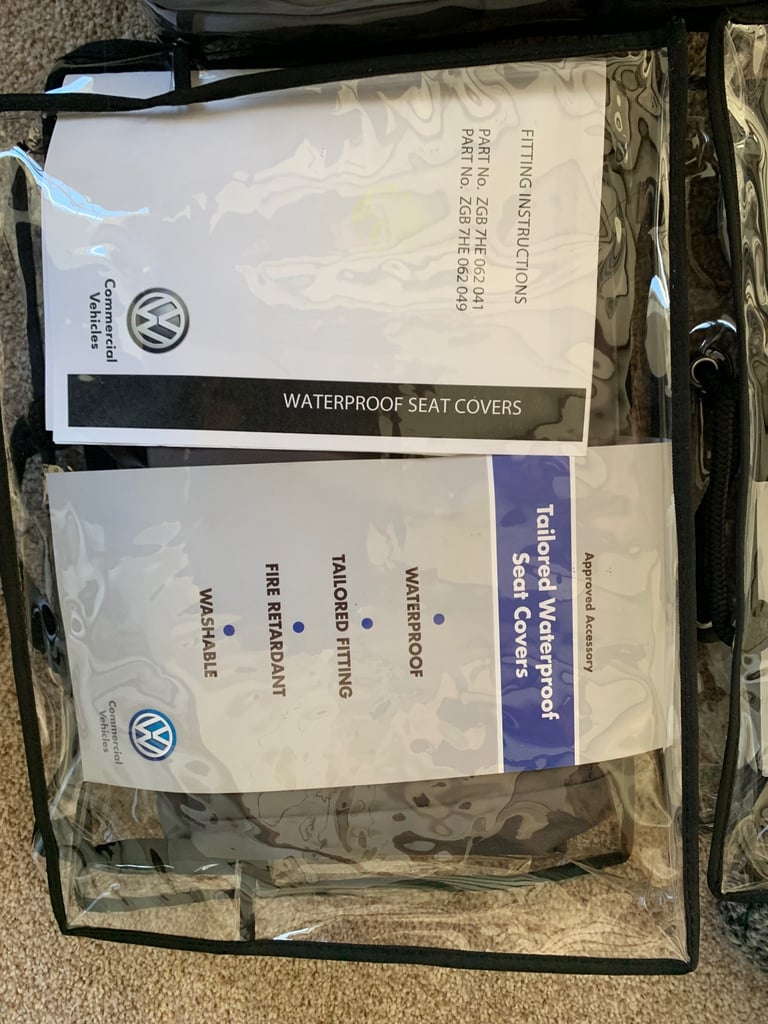 FITTING INSTRUCTIONS
PART No. ZGB 7HE 062 041
PART No. ZGB 7HE 062 049
Commercial
Vehicles
WATERPROOF SEAT COVERS
Approved Accessory
Tailored Waterproof
Seat Covers
WATERPROOF
TAILORED FITTING
FIRE RETARDANT
WASHABLE
Commercial
Vehicles